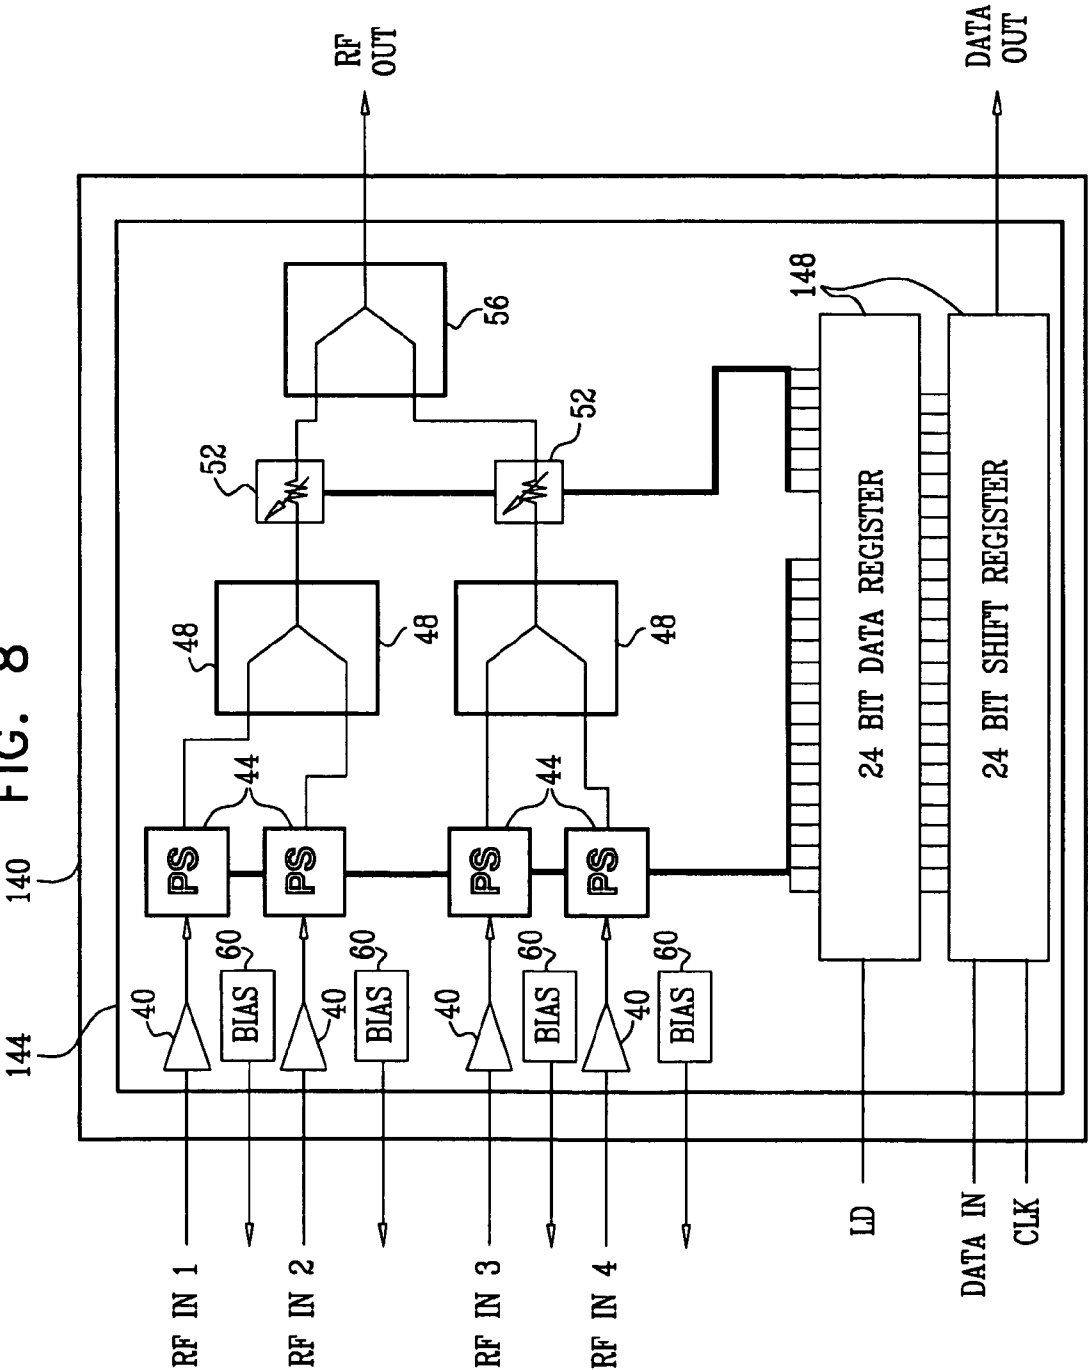 FIG. 8
140
144
RF IN 1
RF IN 2
RF IN 3
RF IN 4
40
40
40
40
BIAS
60
BIAS
60
BIAS
60
BIAS
60
PS
PS
PS
PS
44
44
48
48
48
52
52
56
RF
OUT
24 BIT DATA REGISTER
24 BIT SHIFT REGISTER
148
LD
DATA IN
CLK
DATA
OUT